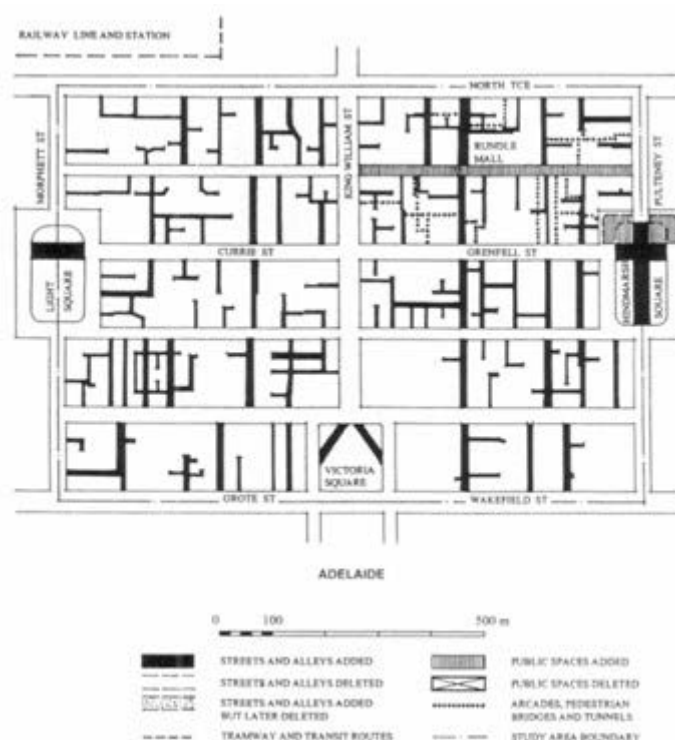 RAILWAY LINE AND STATION
NORTH TCE
MORPHETT ST
KING WILLIAM ST
PULTENEY ST
RUNDLE
MALL
CURRIE ST
GRENFELL ST
LIGHT
SQUARE
HINDMARSH
SQUARE
VICTORIA
SQUARE
GROTE ST
WAKEFIELD ST
ADELAIDE
0 100 500 m
STREETS AND ALLEYS ADDED
STREETS AND ALLEYS DELETED
STREETS AND ALLEYS ADDED
BUT LATER DELETED
TRAMWAY AND TRANSIT ROUTES
PUBLIC SPACES ADDED
PUBLIC SPACES DELETED
ARCADES, PEDESTRIAN
BRIDGES AND TUNNELS
STUDY AREA BOUNDARY